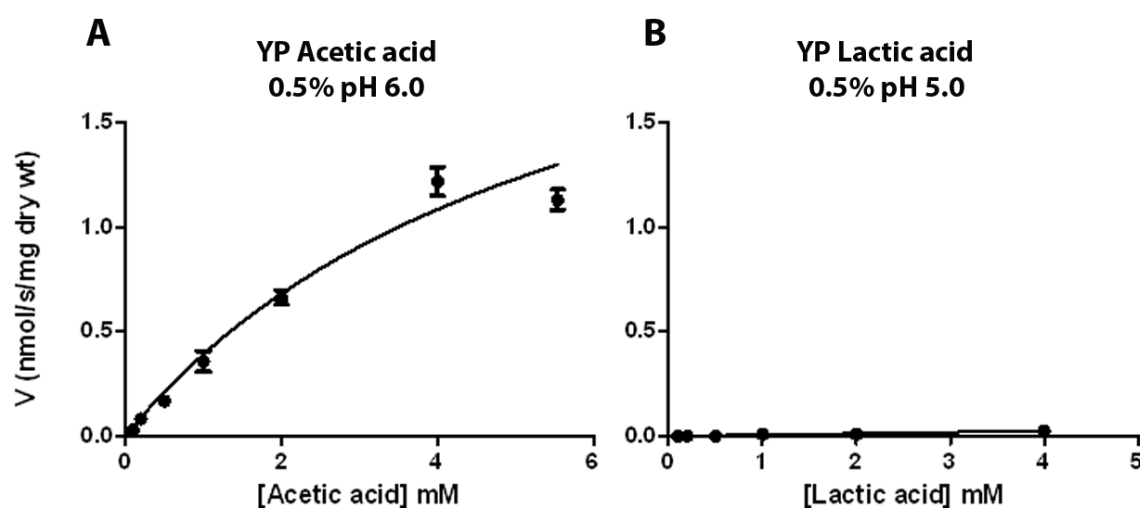 A
YP Acetic acid
0.5% pH 6.0
V (nmol/s/mg dry wt)
1.5
1.0
0.5
0.0
0 2 4 6
[Acetic acid] mM
B
YP Lactic acid
0.5% pH 5.0
1.5
1.0
0.5
0.0
0 1 2 3 4 5
[Lactic acid] mM